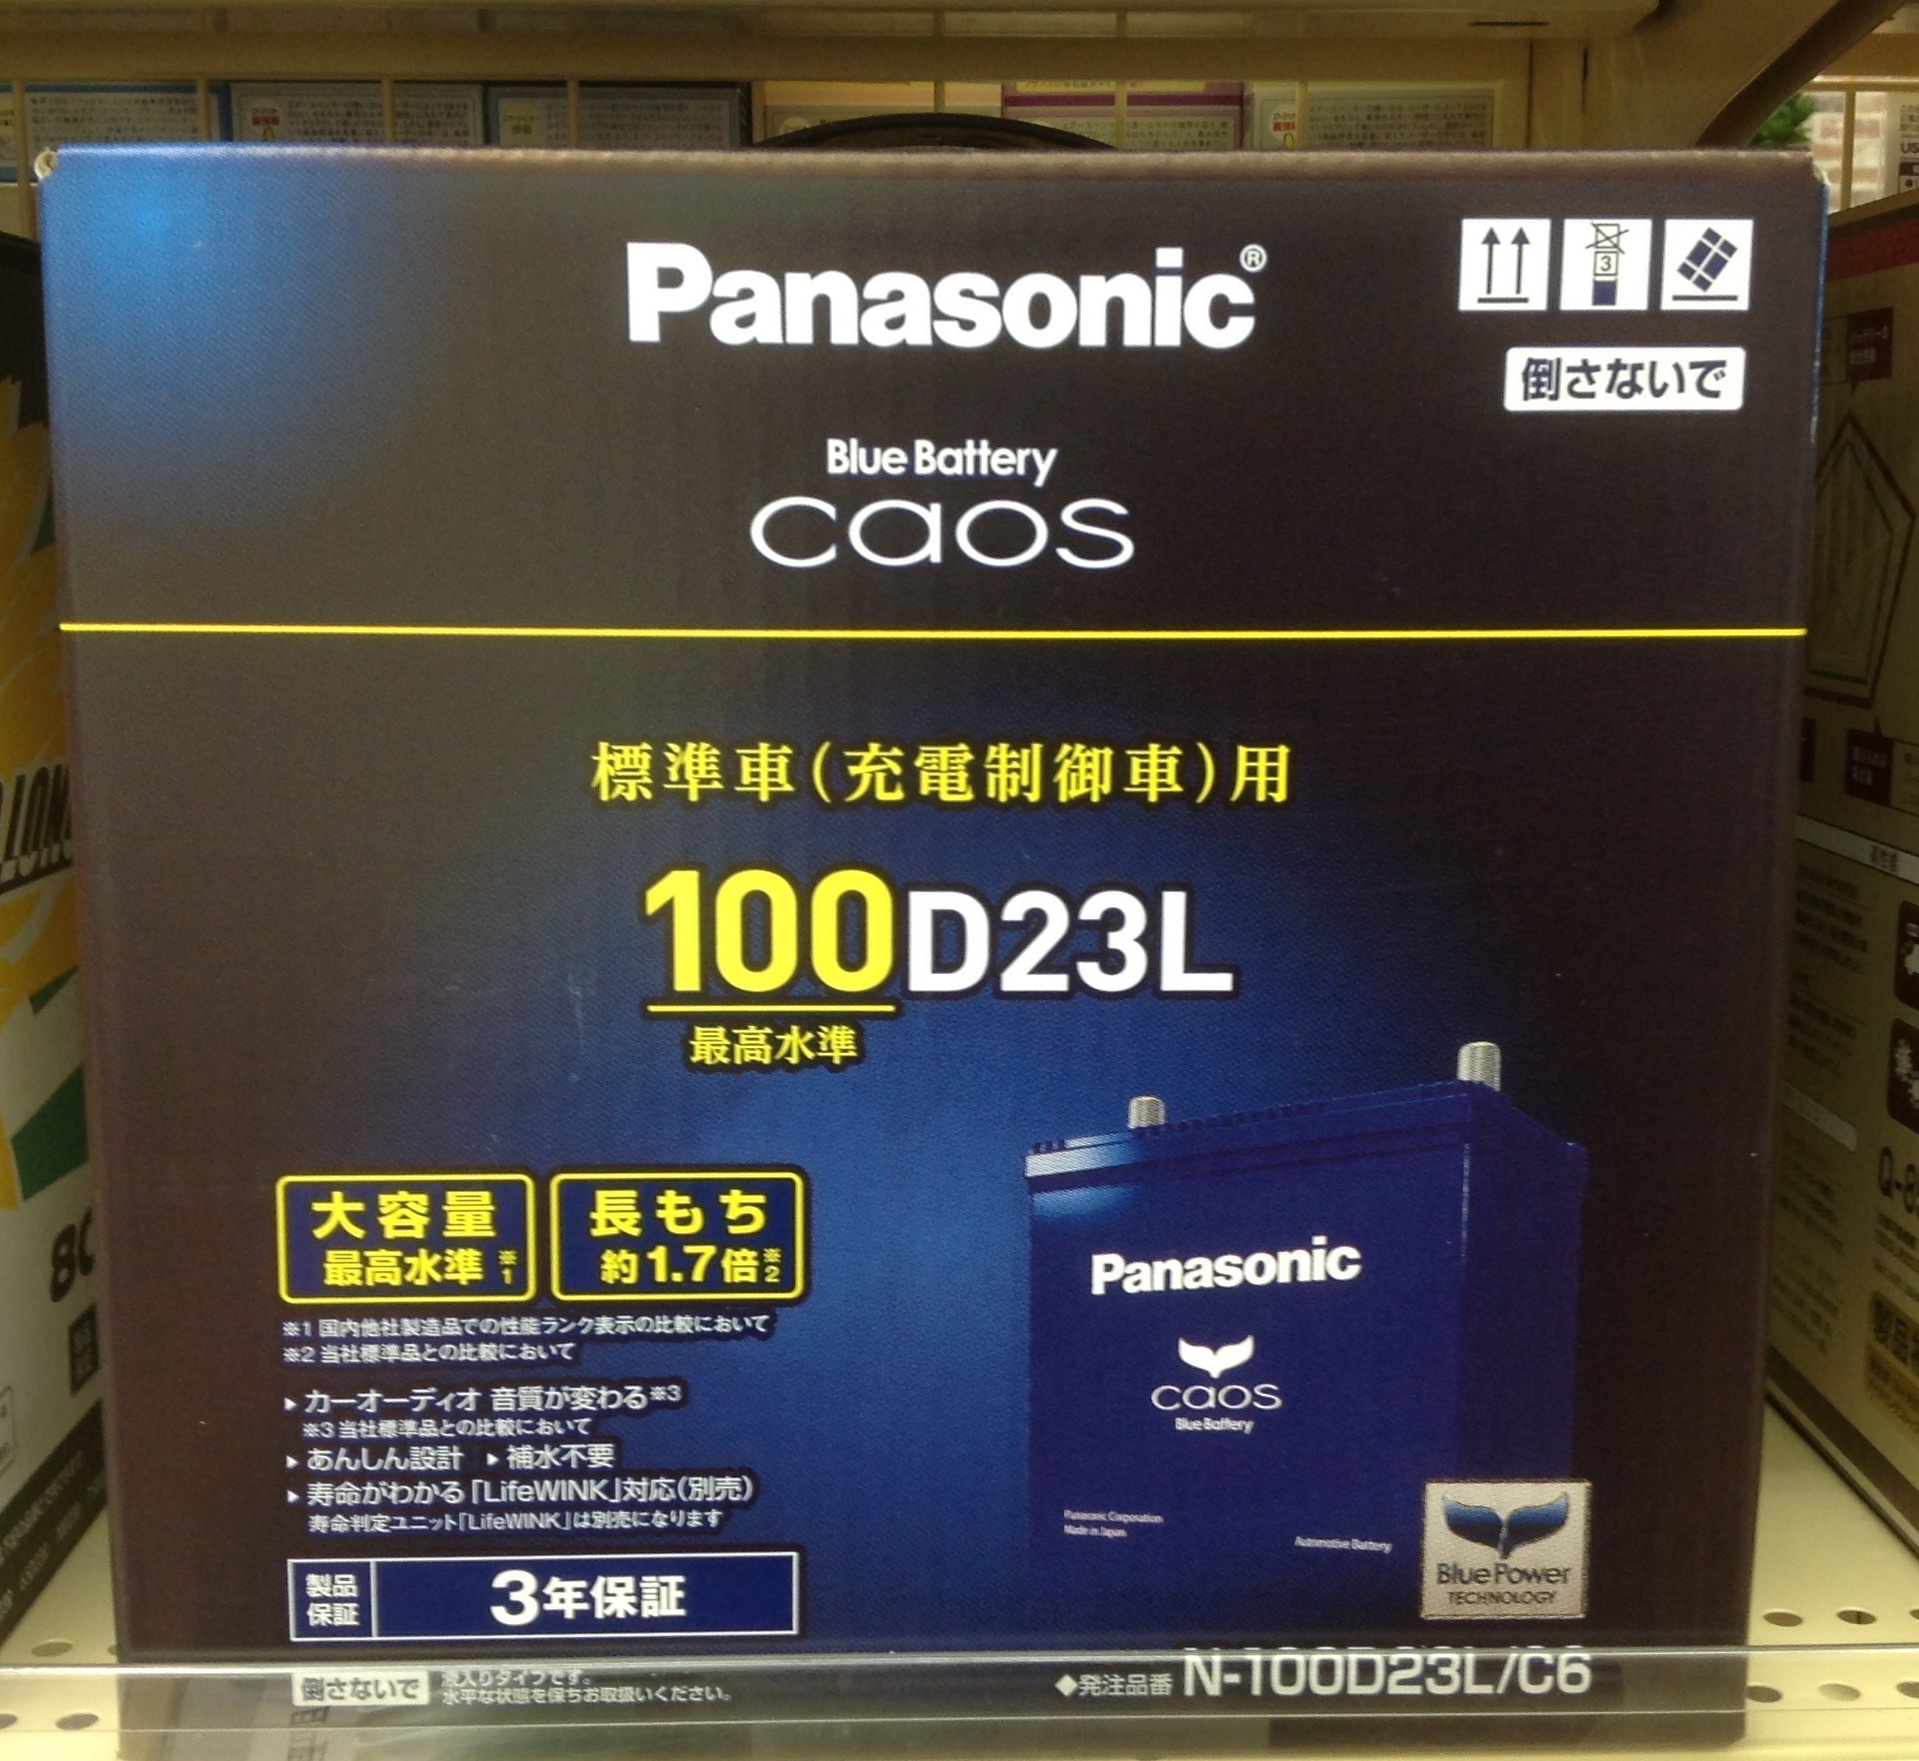 Panasonic®
3
倒さないで
Blue Battery
caos
標準車(充電制御車)用
100D23L
最高水準
大容量
最高水準 ※1
長もち
約1.7倍※2
※1 国内他社製造品での性能ランク表示の比較において
※2 当社標準品との比較において
▸カーオーディオ 音質が変わる※3
※3 当社標準品との比較において
▸あんしん設計 ▸補水不要
▸寿命がわかる「LifeWINK」対応(別売)
寿命判定ユニット「LifeWINK」は別売になります
製品保証
3年保証
Panasonic
caos
Blue Battery
Panasonic Corporation
Made in Japan
Automotive Battery
Blue Power
TECHNOLOGY
倒さないで
液入りタイプです。
水平な状態を保ちお取扱いください。
◆発注品番 N-100D23L/C6